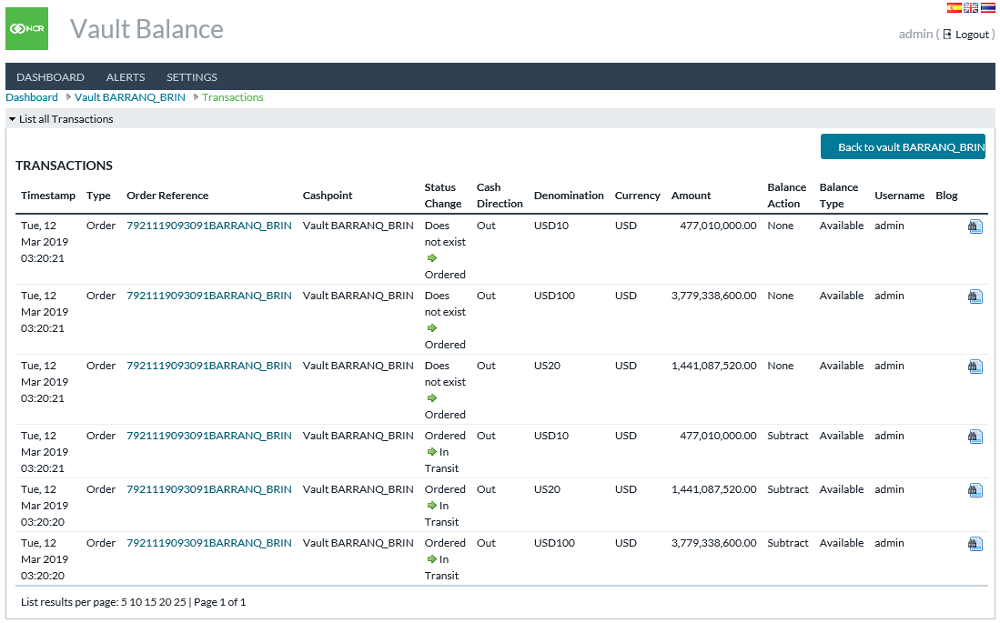 NCR
Vault Balance
admin ( Logout )
DASHBOARD ALERTS SETTINGS
Dashboard Vault BARRANQ_BRIN Transactions
List all Transactions
Back to vault BARRANQ_BRIN
TRANSACTIONS
Timestamp Type Order Reference Cashpoint Status Change Cash Direction Denomination Currency Amount Balance Action Balance Type Username Blog
Tue, 12 Order 7921119093091BARRANQ_BRIN Vault BARRANQ_BRIN Does Out USD10 USD 477,010,000.00 None Available admin
Mar 2019 not exist
03:20:21
Ordered
Tue, 12 Order 7921119093091BARRANQ_BRIN Vault BARRANQ_BRIN Does Out USD100 USD 3,779,338,600.00 None Available admin
Mar 2019 not exist
03:20:21
Ordered
Tue, 12 Order 7921119093091BARRANQ_BRIN Vault BARRANQ_BRIN Does Out US20 USD 1,441,087,520.00 None Available admin
Mar 2019 not exist
03:20:21
Ordered
Tue, 12 Order 7921119093091BARRANQ_BRIN Vault BARRANQ_BRIN Ordered Out USD10 USD 477,010,000.00 Subtract Available admin
Mar 2019 In
03:20:21 Transit
Tue, 12 Order 7921119093091BARRANQ_BRIN Vault BARRANQ_BRIN Ordered Out US20 USD 1,441,087,520.00 Subtract Available admin
Mar 2019 In
03:20:20 Transit
Tue, 12 Order 7921119093091BARRANQ_BRIN Vault BARRANQ_BRIN Ordered Out USD100 USD 3,779,338,600.00 Subtract Available admin
Mar 2019 In
03:20:20 Transit
List results per page: 5 10 15 20 25 | Page 1 of 1